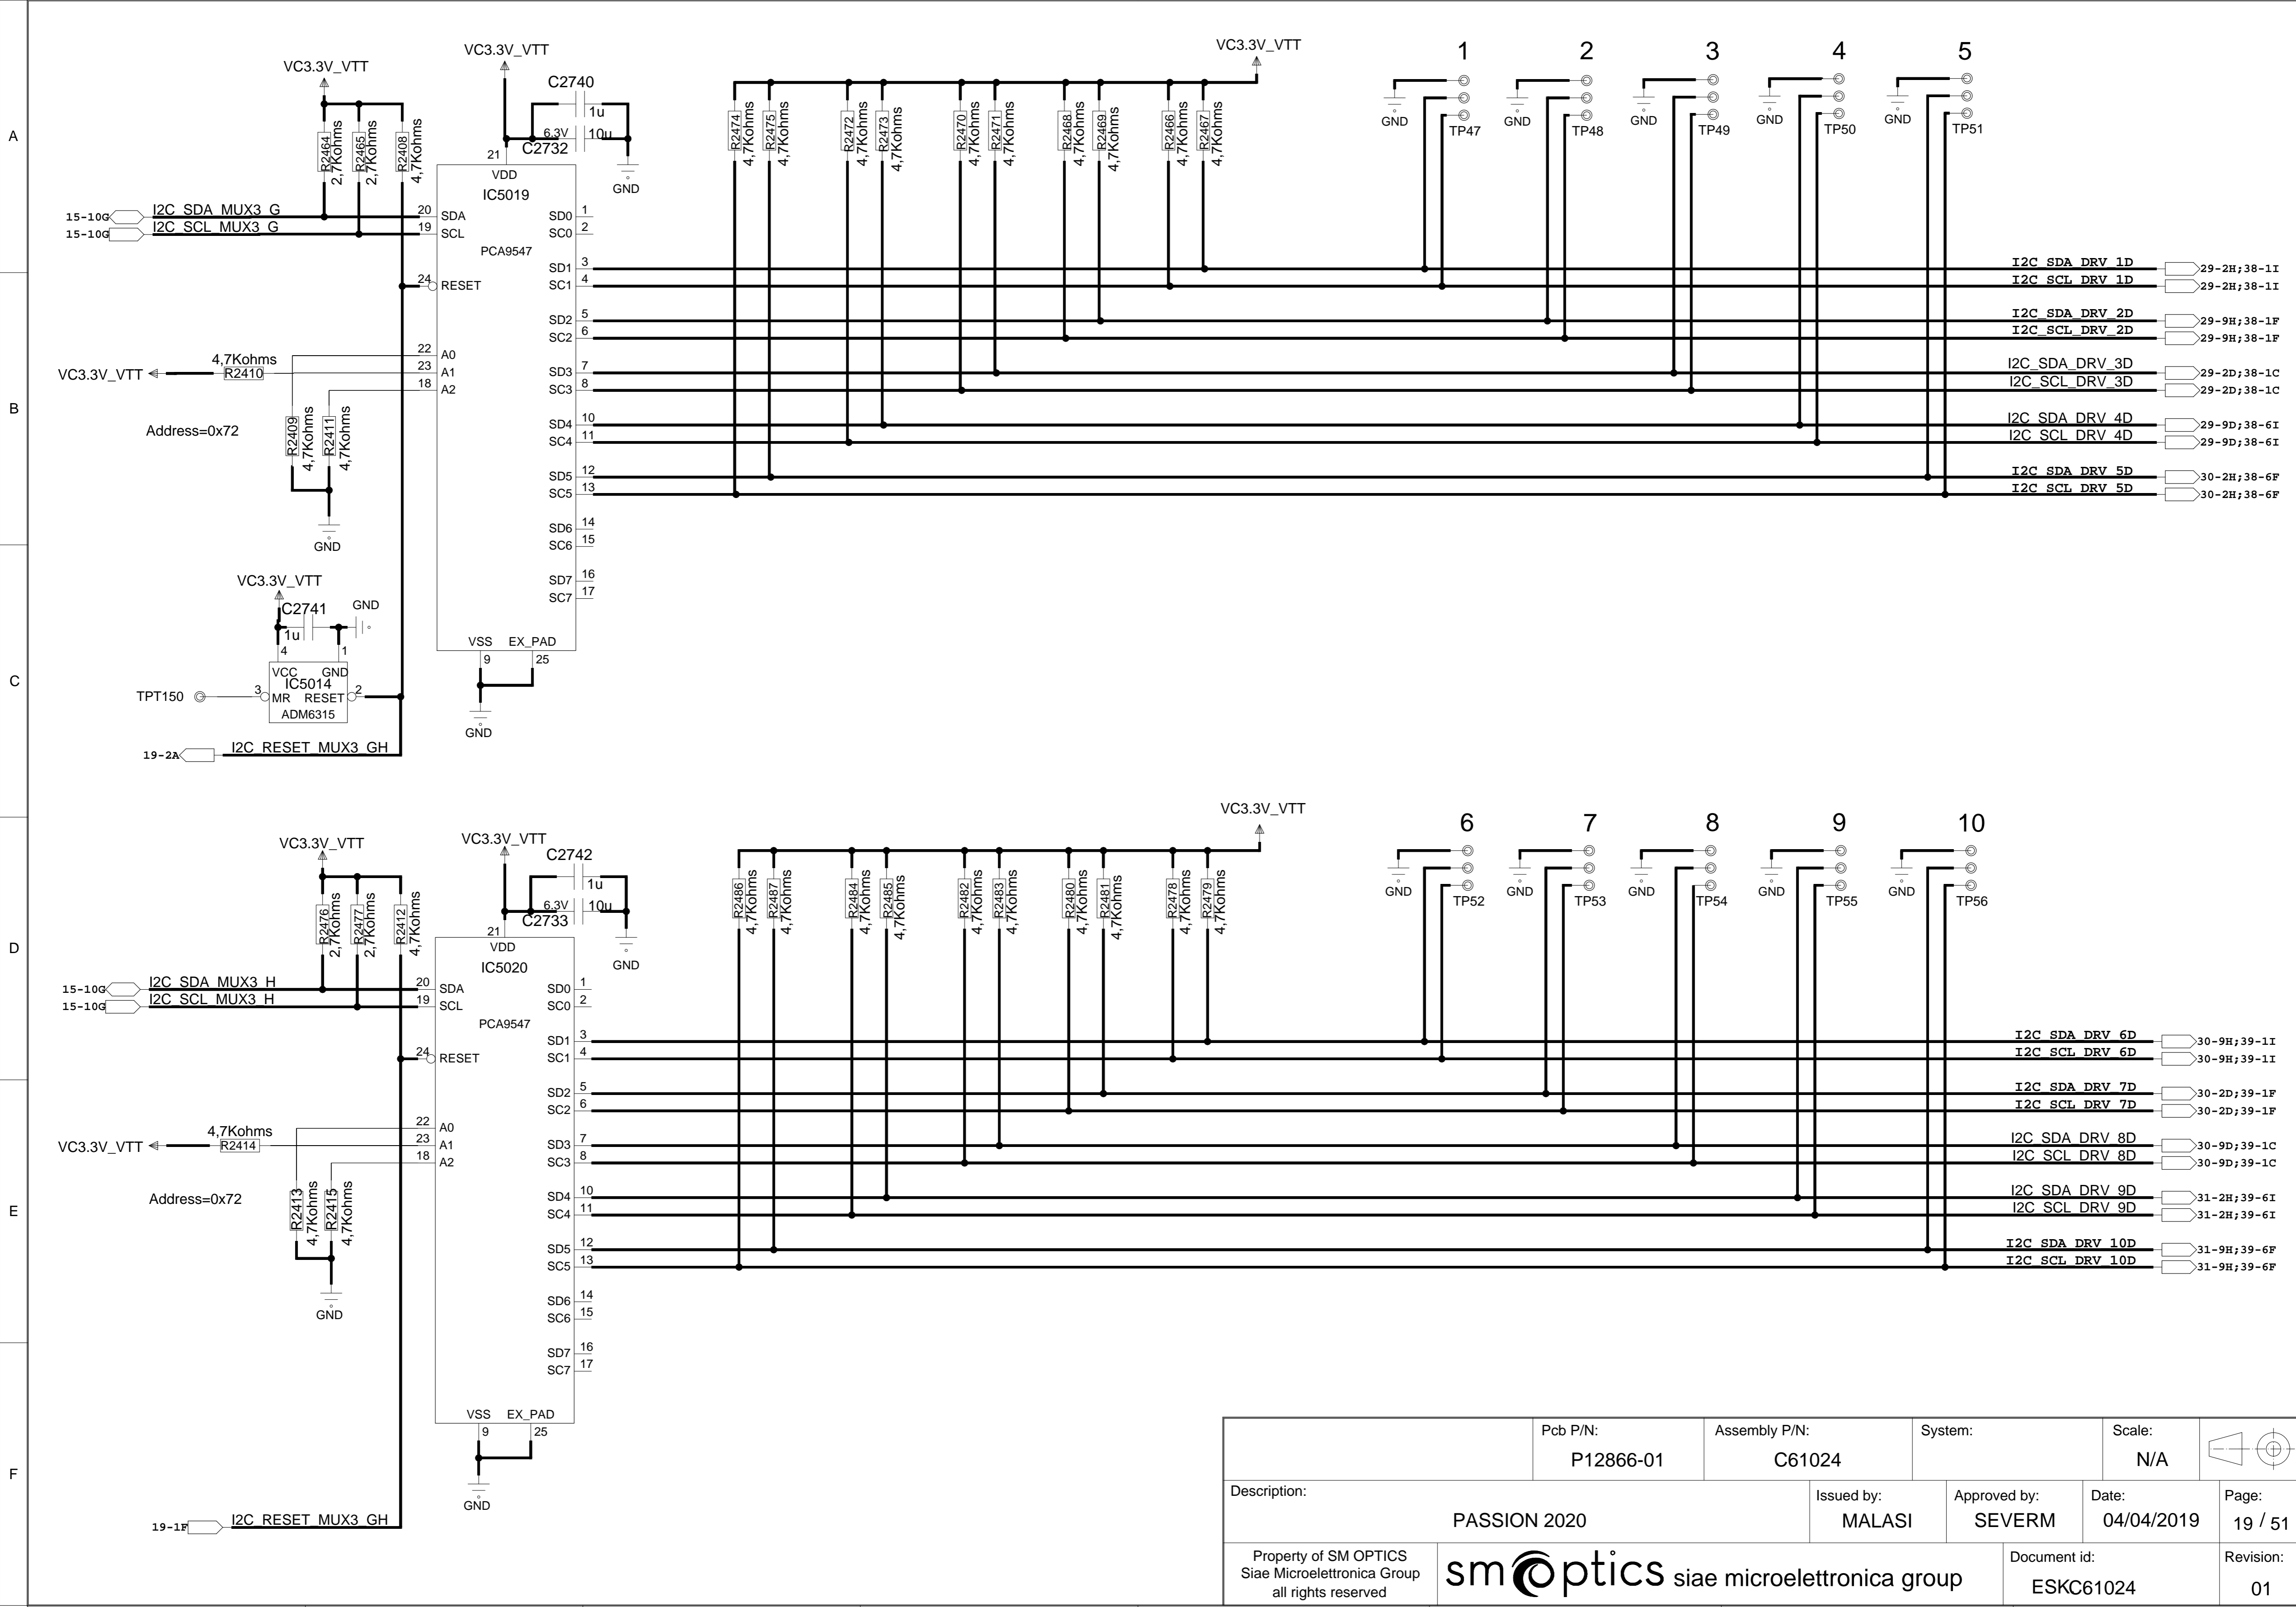 VC3.3V_VTT
VC3.3V_VTT
C2740
1u
6.3V
10u
C2732
GND
VC3.3V_VTT
1
2
3
4
5
A
R2464
2,7Kohms
R2465
2,7Kohms
R2408
4,7Kohms
R2474
4,7Kohms
R2475
4,7Kohms
R2472
4,7Kohms
R2473
4,7Kohms
R2470
4,7Kohms
R2471
4,7Kohms
R2468
4,7Kohms
R2469
4,7Kohms
R2466
4,7Kohms
R2467
4,7Kohms
GND
TP47
GND
TP48
GND
TP49
GND
TP50
GND
TP51
21
VDD
IC5019
PCA9547
15-10G
I2C_SDA_MUX3_G
20
SDA
15-10G
I2C_SCL_MUX3_G
19
SCL
24
RESET
22
A0
23
A1
18
A2
SD0
1
SC0
2
SD1
3
SC1
4
SD2
5
SC2
6
SD3
7
SC3
8
SD4
10
SC4
11
SD5
12
SC5
13
SD6
14
SC6
15
SD7
16
SC7
17
VSS
EX_PAD
9
25
GND
I2C_SDA_DRV_1D
29-2H;38-1I
I2C_SCL_DRV_1D
29-2H;38-1I
I2C_SDA_DRV_2D
29-9H;38-1F
I2C_SCL_DRV_2D
29-9H;38-1F
I2C_SDA_DRV_3D
29-2D;38-1C
I2C_SCL_DRV_3D
29-2D;38-1C
I2C_SDA_DRV_4D
29-9D;38-6I
I2C_SCL_DRV_4D
29-9D;38-6I
I2C_SDA_DRV_5D
30-2H;38-6F
I2C_SCL_DRV_5D
30-2H;38-6F
B
4,7Kohms
VC3.3V_VTT
R2410
Address=0x72
R2409
4,7Kohms
R2411
4,7Kohms
GND
C
VC3.3V_VTT
C2741
GND
1u
4
1
VCC
GND
IC5014
TPT150
3
MR
RESET
2
ADM6315
19-2A
I2C_RESET_MUX3_GH
VC3.3V_VTT
VC3.3V_VTT
C2742
1u
6.3V
10u
C2733
GND
VC3.3V_VTT
6
7
8
9
10
D
R2476
2,7Kohms
R2477
2,7Kohms
R2412
4,7Kohms
R2486
4,7Kohms
R2487
4,7Kohms
R2484
4,7Kohms
R2485
4,7Kohms
R2482
4,7Kohms
R2483
4,7Kohms
R2480
4,7Kohms
R2481
4,7Kohms
R2478
4,7Kohms
R2479
4,7Kohms
GND
TP52
GND
TP53
GND
TP54
GND
TP55
GND
TP56
21
VDD
IC5020
PCA9547
15-10G
I2C_SDA_MUX3_H
20
SDA
15-10G
I2C_SCL_MUX3_H
19
SCL
24
RESET
22
A0
23
A1
18
A2
SD0
1
SC0
2
SD1
3
SC1
4
SD2
5
SC2
6
SD3
7
SC3
8
SD4
10
SC4
11
SD5
12
SC5
13
SD6
14
SC6
15
SD7
16
SC7
17
VSS
EX_PAD
9
25
GND
I2C_SDA_DRV_6D
30-9H;39-1I
I2C_SCL_DRV_6D
30-9H;39-1I
I2C_SDA_DRV_7D
30-2D;39-1F
I2C_SCL_DRV_7D
30-2D;39-1F
I2C_SDA_DRV_8D
30-9D;39-1C
I2C_SCL_DRV_8D
30-9D;39-1C
I2C_SDA_DRV_9D
31-2H;39-6I
I2C_SCL_DRV_9D
31-2H;39-6I
I2C_SDA_DRV_10D
31-9H;39-6F
I2C_SCL_DRV_10D
31-9H;39-6F
E
4,7Kohms
VC3.3V_VTT
R2414
Address=0x72
R2413
4,7Kohms
R2415
4,7Kohms
GND
F
19-1F
I2C_RESET_MUX3_GH
Pcb P/N:
P12866-01
Assembly P/N:
C61024
System:
Scale:
N/A
Description:
PASSION 2020
Issued by:
MALASI
Approved by:
SEVERM
Date:
04/04/2019
Page:
19 / 51
Property of SM OPTICS
Siae Microelettronica Group
all rights reserved
smoptics siae microelettronica group
Document id:
ESKC61024
Revision:
01